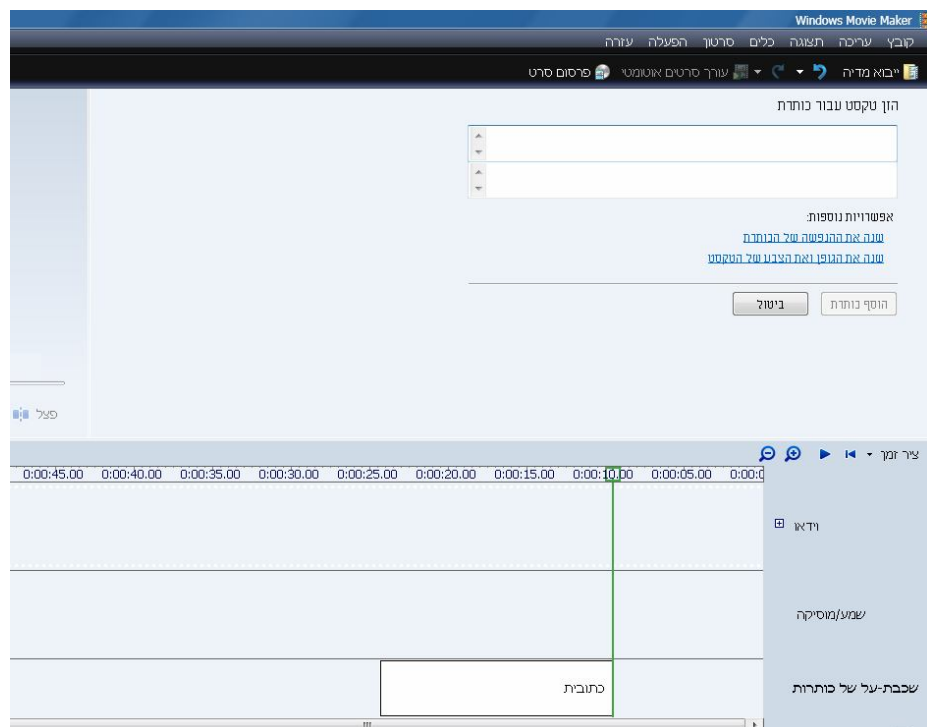 Windows Movie Maker
קובץ עריכה תצוגה כלים סרטון הפעלה עזרה
ייבוא מדיה עורך סרטים אוטומטי פרסום סרט
הזן טקסט עבור כותרת
אפשרויות נוספות:
שנה את ההנפשה של הכותרת
שנה את הגופן ואת הצבע של הטקסט
הוסף כותרת ביטול
פצל
ציר זמן
0:00:45.00 0:00:40.00 0:00:35.00 0:00:30.00 0:00:25.00 0:00:20.00 0:00:15.00 0:00:10.00 0:00:05.00 0:00:0
וידאו
שמע/מוסיקה
שכבת-על של כותרות
כתובית